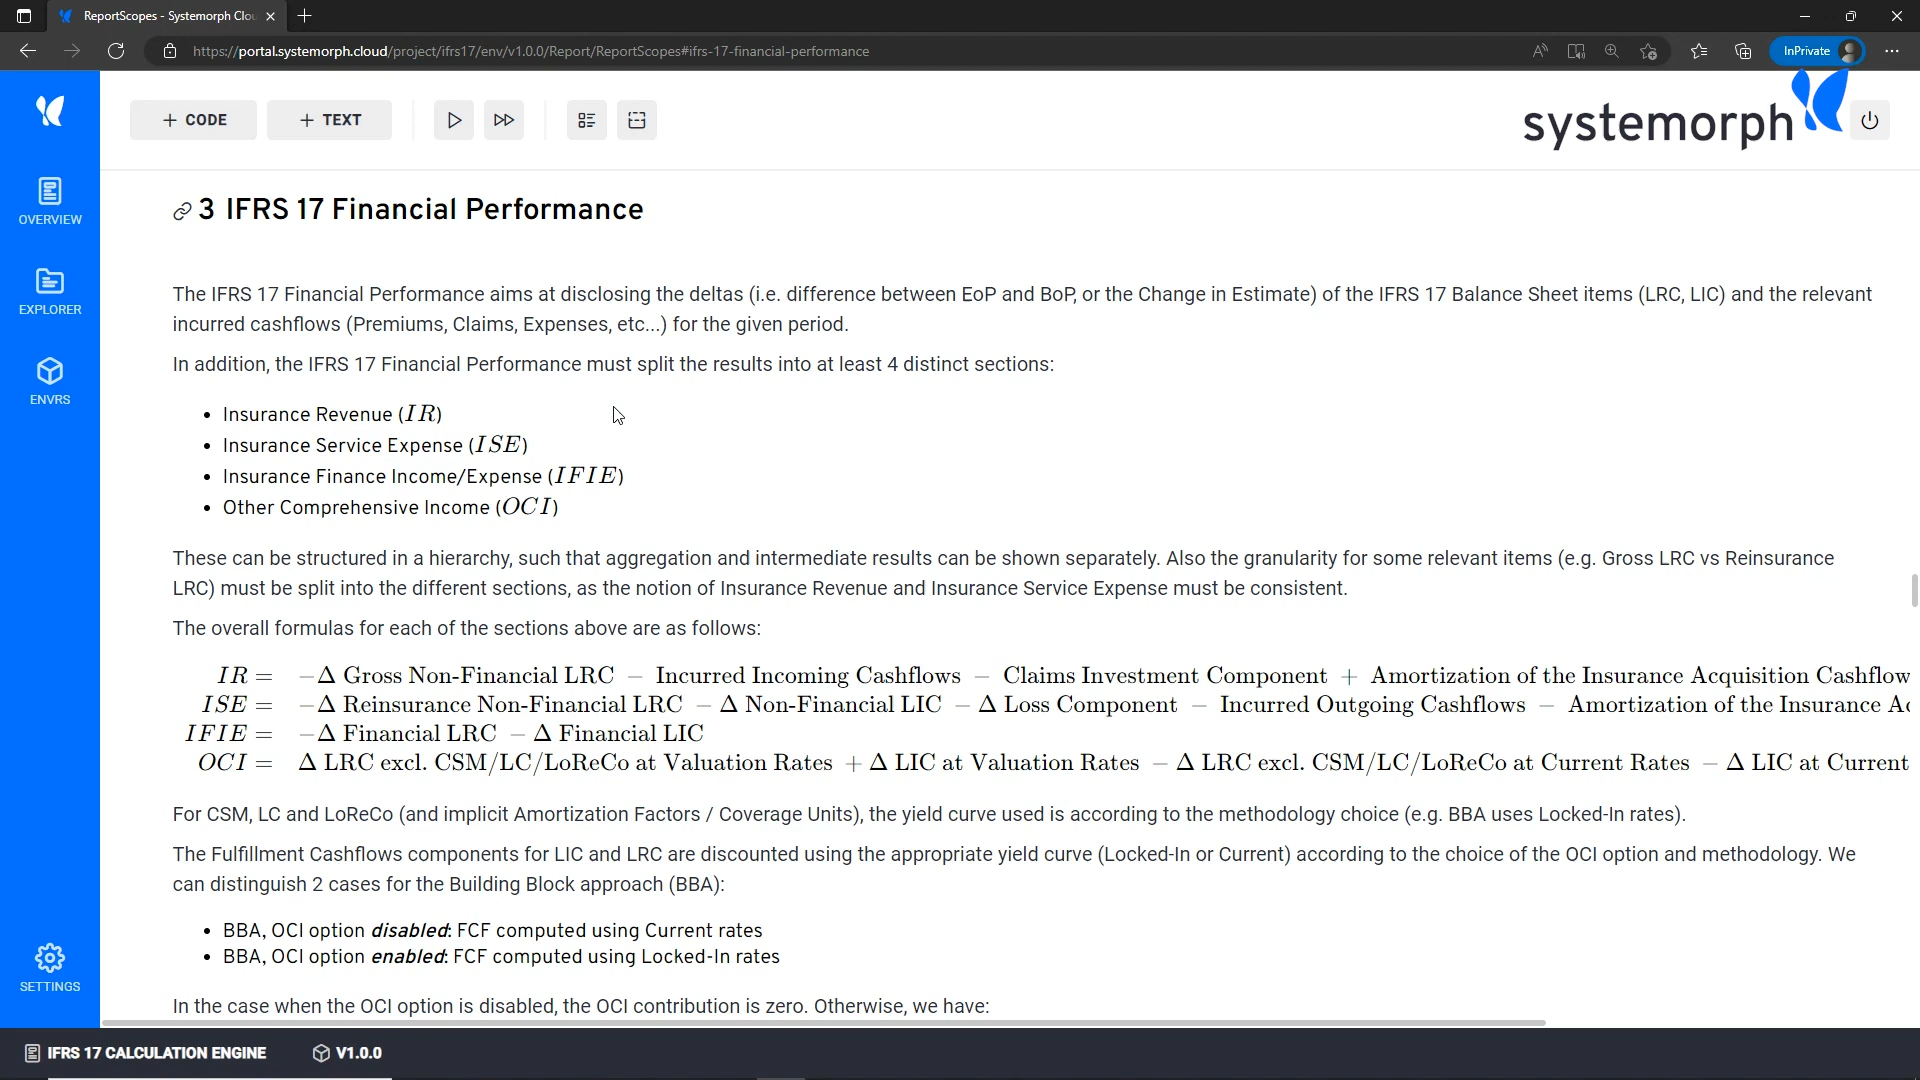 ReportScopes - Systemorph Clou
https://portal.systemorph.cloud/project/ifrs17/env/v1.0.0/Report/ReportScopes#ifrs-17-financial-performance
InPrivate
+ CODE
+ TEXT
systemorph
OVERVIEW
EXPLORER
ENVRS
SETTINGS
3 IFRS 17 Financial Performance
The IFRS 17 Financial Performance aims at disclosing the deltas (i.e. difference between EoP and BoP, or the Change in Estimate) of the IFRS 17 Balance Sheet items (LRC, LIC) and the relevant
incurred cashflows (Premiums, Claims, Expenses, etc...) for the given period.
In addition, the IFRS 17 Financial Performance must split the results into at least 4 distinct sections:
• Insurance Revenue (IR)
• Insurance Service Expense (ISE)
• Insurance Finance Income/Expense (IFIE)
• Other Comprehensive Income (OCI)
These can be structured in a hierarchy, such that aggregation and intermediate results can be shown separately. Also the granularity for some relevant items (e.g. Gross LRC vs Reinsurance
LRC) must be split into the different sections, as the notion of Insurance Revenue and Insurance Service Expense must be consistent.
The overall formulas for each of the sections above are as follows:
IR = −Δ Gross Non-Financial LRC − Incurred Incoming Cashflows − Claims Investment Component + Amortization of the Insurance Acquisition Cashflow
ISE = −Δ Reinsurance Non-Financial LRC − Δ Non-Financial LIC − Δ Loss Component − Incurred Outgoing Cashflows − Amortization of the Insurance Ac
IFIE = −Δ Financial LRC − Δ Financial LIC
OCI = Δ LRC excl. CSM/LC/LoReCo at Valuation Rates + Δ LIC at Valuation Rates − Δ LRC excl. CSM/LC/LoReCo at Current Rates − Δ LIC at Current
For CSM, LC and LoReCo (and implicit Amortization Factors / Coverage Units), the yield curve used is according to the methodology choice (e.g. BBA uses Locked-In rates).
The Fulfillment Cashflows components for LIC and LRC are discounted using the appropriate yield curve (Locked-In or Current) according to the choice of the OCI option and methodology. We
can distinguish 2 cases for the Building Block approach (BBA):
• BBA, OCI option disabled: FCF computed using Current rates
• BBA, OCI option enabled: FCF computed using Locked-In rates
In the case when the OCI option is disabled, the OCI contribution is zero. Otherwise, we have:
IFRS 17 CALCULATION ENGINE
V1.0.0